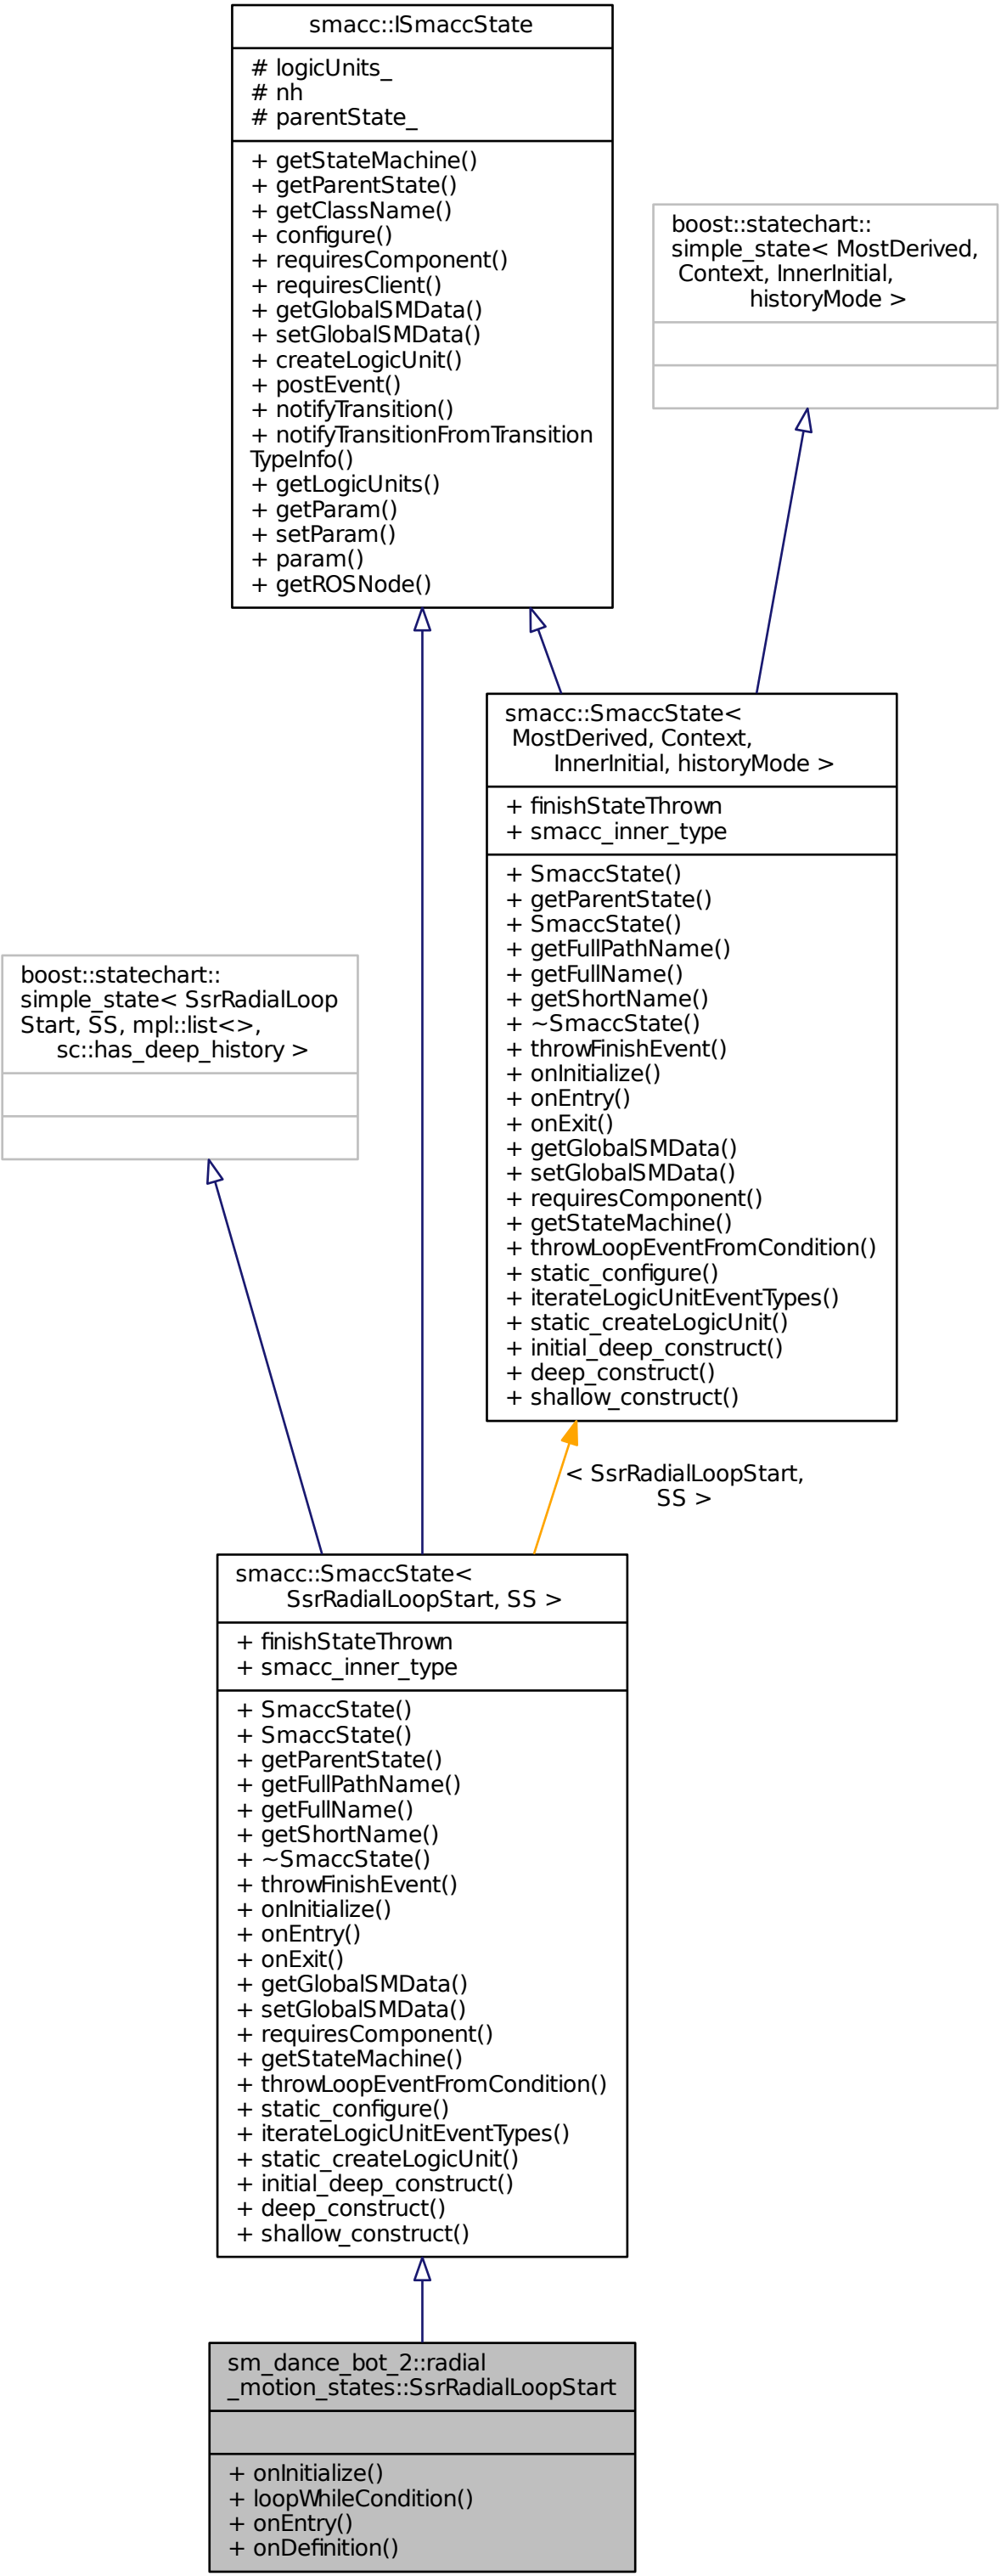 smacc::ISmaccState
# logicUnits_
# nh
# parentState_
+ getStateMachine()
+ getParentState()
+ getClassName()
+ configure()
+ requiresComponent()
+ requiresClient()
+ getGlobalSMData()
+ setGlobalSMData()
+ createLogicUnit()
+ postEvent()
+ notifyTransition()
+ notifyTransitionFromTransition
TypeInfo()
+ getLogicUnits()
+ getParam()
+ setParam()
+ param()
+ getROSNode()
boost::statechart::
simple_state< MostDerived,
Context, InnerInitial,
historyMode >
smacc::SmaccState<
MostDerived, Context,
InnerInitial, historyMode >
+ finishStateThrown
+ smacc_inner_type
+ SmaccState()
+ getParentState()
+ SmaccState()
+ getFullPathName()
+ getFullName()
+ getShortName()
+ ~SmaccState()
+ throwFinishEvent()
+ onInitialize()
+ onEntry()
+ onExit()
+ getGlobalSMData()
+ setGlobalSMData()
+ requiresComponent()
+ getStateMachine()
+ throwLoopEventFromCondition()
+ static_configure()
+ iterateLogicUnitEventTypes()
+ static_createLogicUnit()
+ initial_deep_construct()
+ deep_construct()
+ shallow_construct()
boost::statechart::
simple_state< SsrRadialLoop
Start, SS, mpl::list<>,
sc::has_deep_history >
< SsrRadialLoopStart,
SS >
smacc::SmaccState<
SsrRadialLoopStart, SS >
+ finishStateThrown
+ smacc_inner_type
+ SmaccState()
+ SmaccState()
+ getParentState()
+ getFullPathName()
+ getFullName()
+ getShortName()
+ ~SmaccState()
+ throwFinishEvent()
+ onInitialize()
+ onEntry()
+ onExit()
+ getGlobalSMData()
+ setGlobalSMData()
+ requiresComponent()
+ getStateMachine()
+ throwLoopEventFromCondition()
+ static_configure()
+ iterateLogicUnitEventTypes()
+ static_createLogicUnit()
+ initial_deep_construct()
+ deep_construct()
+ shallow_construct()
sm_dance_bot_2::radial
_motion_states::SsrRadialLoopStart
+ onInitialize()
+ loopWhileCondition()
+ onEntry()
+ onDefinition()